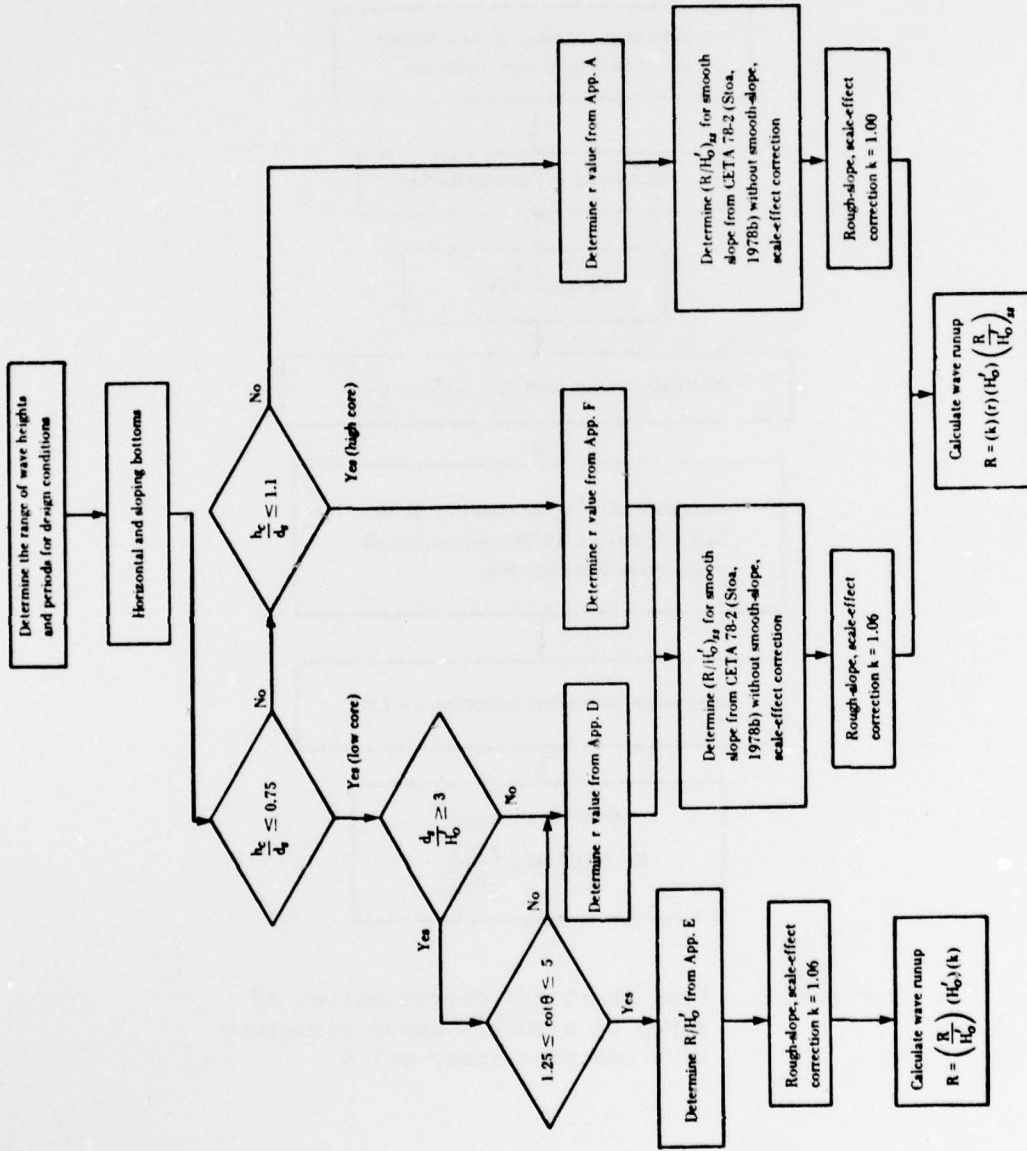 Determine the range of wave heights
and periods for design conditions
Horizontal and sloping bottoms
h_c/d_s ≤ 0.75
No
h_c/d_s ≤ 1.1
No
Yes (low core)
Yes (high core)
d_s/H'_o ≥ 3
Yes
No
1.25 ≤ cot θ ≤ 5
No
Yes
Determine R/H'_o from App. E
Determine r value from App. D
Determine r value from App. F
Determine r value from App. A
Rough-slope, scale-effect
correction k = 1.06
Determine (R/H'_o)_ss for smooth
slope from CETA 78-2 (Stoa,
1978b) without smooth-slope,
scale-effect correction
Determine (R/H'_o)_ss for smooth
slope from CETA 78-2 (Stoa,
1978b) without smooth-slope,
scale-effect correction
Calculate wave runup
R = (R/H'_o) (H'_o)(k)
Rough-slope, scale-effect
correction k = 1.06
Rough-slope, scale-effect
correction k = 1.00
Calculate wave runup
R = (k)(r)(H'_o) (R/H'_o)_ss